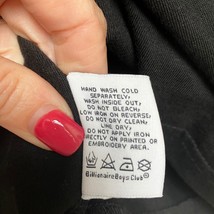 HAND WASH COLD
SEPARATELY;
WASH INSIDE OUT;
DO NOT BLEACH;
LOW IRON ON REVERSE;
DO NOT DRY CLEAN;
LINE DRY;
DO NOT APPLY IRON
DIRECTLY ON PRINTED OR
EMBROIDERY AREA.
BillionaireBoysClub®